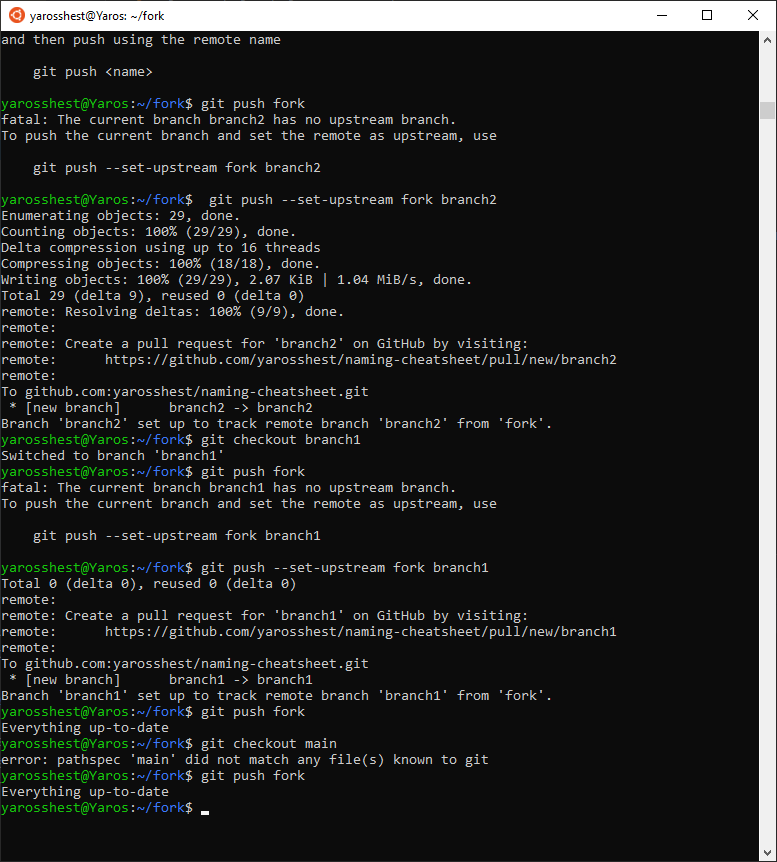 yarosshest@Yaros: ~/fork
and then push using the remote name
    git push <name>
yarosshest@Yaros:~/fork$ git push fork
fatal: The current branch branch2 has no upstream branch.
To push the current branch and set the remote as upstream, use
    git push --set-upstream fork branch2
yarosshest@Yaros:~/fork$  git push --set-upstream fork branch2
Enumerating objects: 29, done.
Counting objects: 100% (29/29), done.
Delta compression using up to 16 threads
Compressing objects: 100% (18/18), done.
Writing objects: 100% (29/29), 2.07 KiB | 1.04 MiB/s, done.
Total 29 (delta 9), reused 0 (delta 0)
remote: Resolving deltas: 100% (9/9), done.
remote:
remote: Create a pull request for 'branch2' on GitHub by visiting:
remote:      https://github.com/yarosshest/naming-cheatsheet/pull/new/branch2
remote:
To github.com:yarosshest/naming-cheatsheet.git
 * [new branch]      branch2 -> branch2
Branch 'branch2' set up to track remote branch 'branch2' from 'fork'.
yarosshest@Yaros:~/fork$ git checkout branch1
Switched to branch 'branch1'
yarosshest@Yaros:~/fork$ git push fork
fatal: The current branch branch1 has no upstream branch.
To push the current branch and set the remote as upstream, use
    git push --set-upstream fork branch1
yarosshest@Yaros:~/fork$ git push --set-upstream fork branch1
Total 0 (delta 0), reused 0 (delta 0)
remote:
remote: Create a pull request for 'branch1' on GitHub by visiting:
remote:      https://github.com/yarosshest/naming-cheatsheet/pull/new/branch1
remote:
To github.com:yarosshest/naming-cheatsheet.git
 * [new branch]      branch1 -> branch1
Branch 'branch1' set up to track remote branch 'branch1' from 'fork'.
yarosshest@Yaros:~/fork$ git push fork
Everything up-to-date
yarosshest@Yaros:~/fork$ git checkout main
error: pathspec 'main' did not match any file(s) known to git
yarosshest@Yaros:~/fork$ git push fork
Everything up-to-date
yarosshest@Yaros:~/fork$